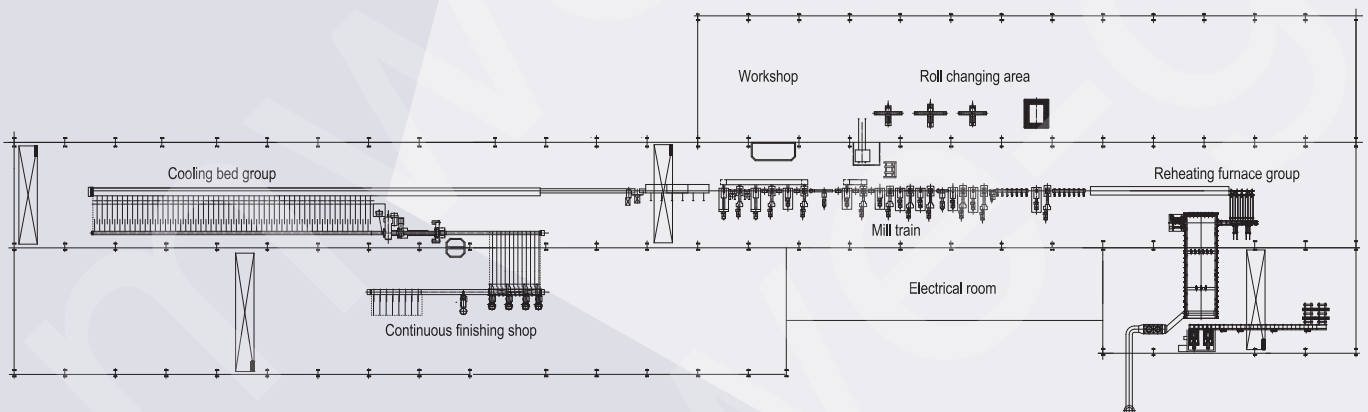 Workshop
Roll changing area
Cooling bed group
Reheating furnace group
Mill train
Electrical room
Continuous finishing shop